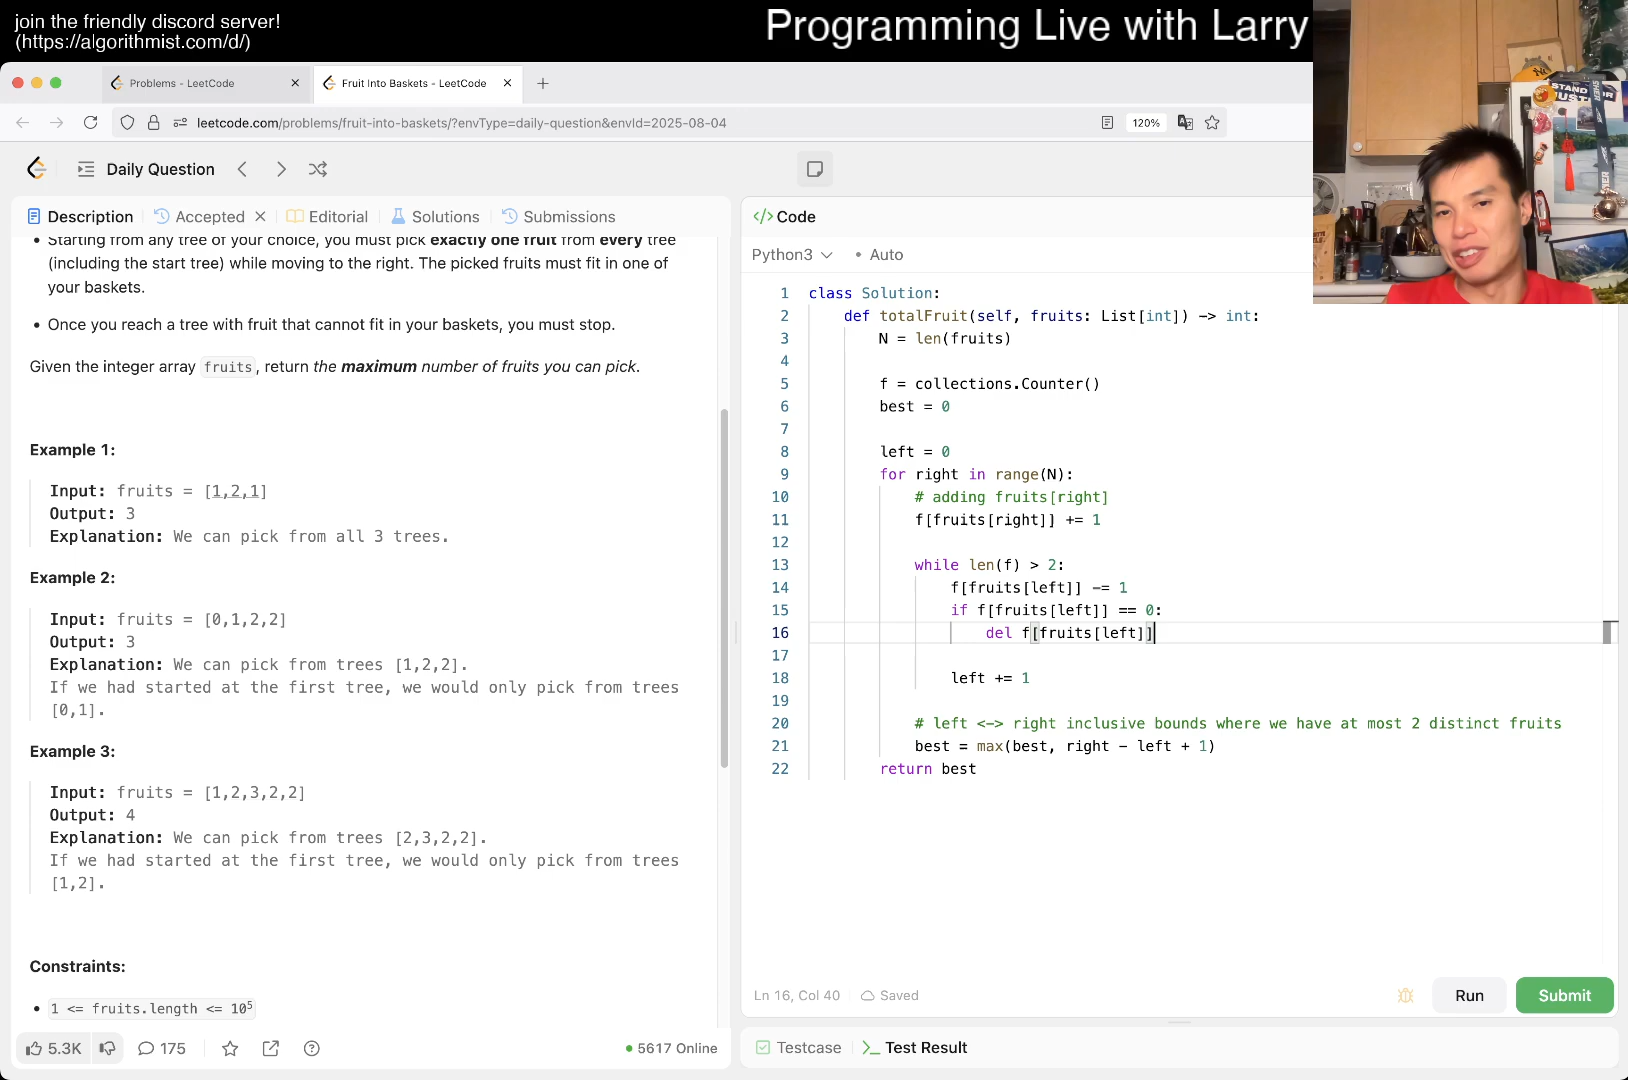 join the friendly discord server!
(https://algorithmist.com/d/)
Programming Live with Larry
Problems - LeetCode
Fruit Into Baskets - LeetCode
leetcode.com/problems/fruit-into-baskets/?envType=daily-question&envId=2025-08-04
120%
Daily Question
Description
Accepted
Editorial
Solutions
Submissions
• Starting from any tree of your choice, you must pick exactly one fruit from every tree
(including the start tree) while moving to the right. The picked fruits must fit in one of
your baskets.
• Once you reach a tree with fruit that cannot fit in your baskets, you must stop.
Given the integer array fruits, return the maximum number of fruits you can pick.
Example 1:
Input: fruits = [1,2,1]
Output: 3
Explanation: We can pick from all 3 trees.
Example 2:
Input: fruits = [0,1,2,2]
Output: 3
Explanation: We can pick from trees [1,2,2].
If we had started at the first tree, we would only pick from trees
[0,1].
Example 3:
Input: fruits = [1,2,3,2,2]
Output: 4
Explanation: We can pick from trees [2,3,2,2].
If we had started at the first tree, we would only pick from trees
[1,2].
Constraints:
• 1 <= fruits.length <= 10⁵
5.3K
175
5617 Online
</> Code
Python3
• Auto
1 class Solution:
2 def totalFruit(self, fruits: List[int]) -> int:
3 N = len(fruits)
4
5 f = collections.Counter()
6 best = 0
7
8 left = 0
9 for right in range(N):
10 # adding fruits[right]
11 f[fruits[right]] += 1
12
13 while len(f) > 2:
14 f[fruits[left]] -= 1
15 if f[fruits[left]] == 0:
16 del f[fruits[left]]
17
18 left += 1
19
20 # left <-> right inclusive bounds where we have at most 2 distinct fruits
21 best = max(best, right - left + 1)
22 return best
Ln 16, Col 40
Saved
Run
Submit
Testcase
Test Result